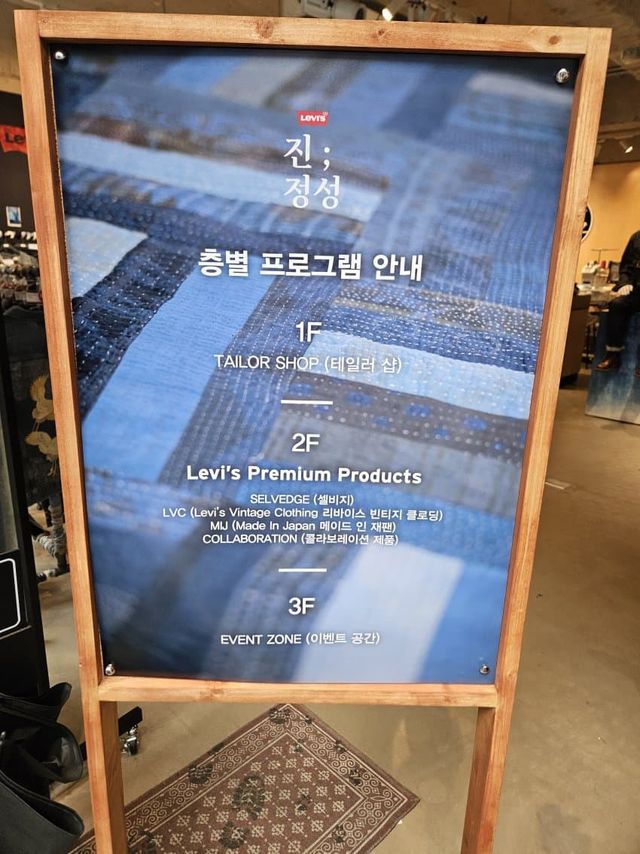 Levi's
진;
정성
층별 프로그램 안내
1F
TAILOR SHOP (테일러 샵)
2F
Levi's Premium Products
SELVEDGE (셀비지)
LVC (Levi's Vintage Clothing 리바이스 빈티지 클로딩)
MIJ (Made In Japan 메이드 인 재팬)
COLLABORATION (콜라보레이션 제품)
3F
EVENT ZONE (이벤트 공간)